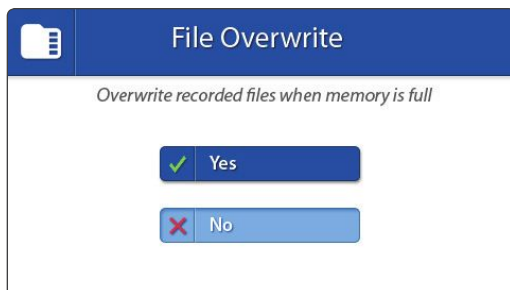 File Overwrite
Overwrite recorded files when memory is full
Yes
No